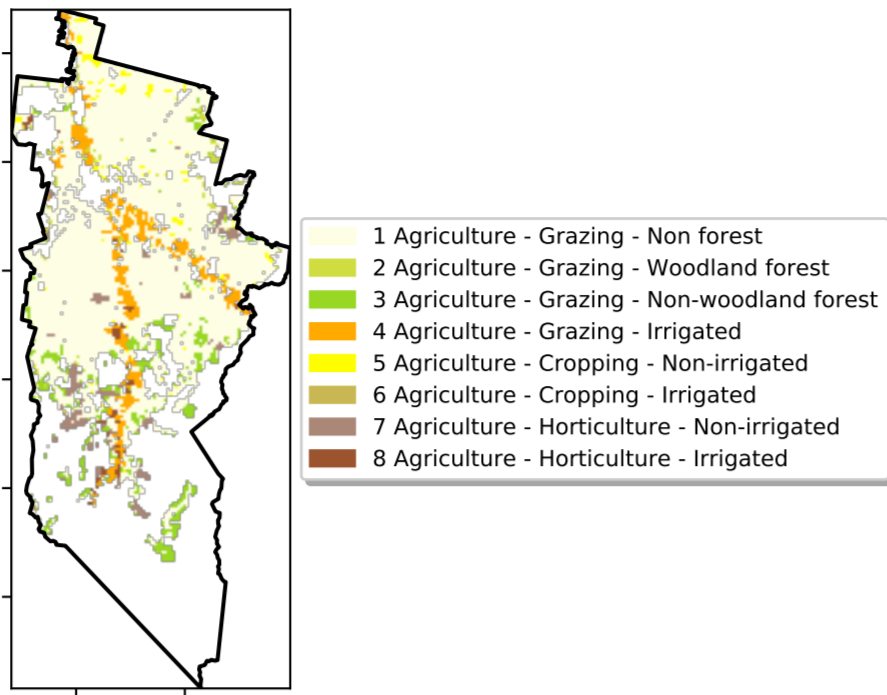 1 Agriculture - Grazing - Non forest
2 Agriculture - Grazing - Woodland forest
3 Agriculture - Grazing - Non-woodland forest
4 Agriculture - Grazing - Irrigated
5 Agriculture - Cropping - Non-irrigated
6 Agriculture - Cropping - Irrigated
7 Agriculture - Horticulture - Non-irrigated
8 Agriculture - Horticulture - Irrigated